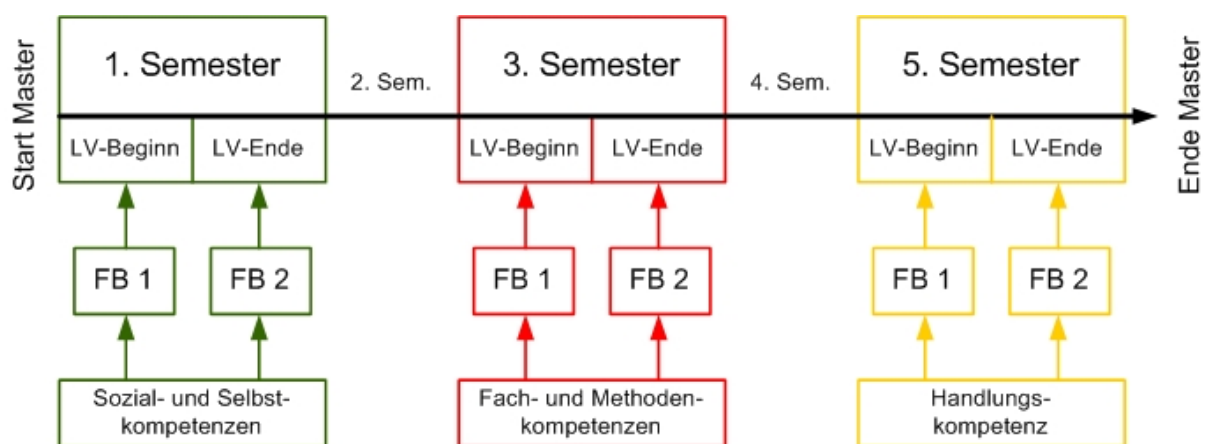 Start Master
1. Semester
2. Sem.
3. Semester
4. Sem.
5. Semester
Ende Master
LV-Beginn
LV-Ende
LV-Beginn
LV-Ende
LV-Beginn
LV-Ende
FB 1
FB 2
FB 1
FB 2
FB 1
FB 2
Sozial- und Selbst-
kompetenzen
Fach- und Methoden-
kompetenzen
Handlungs-
kompetenz